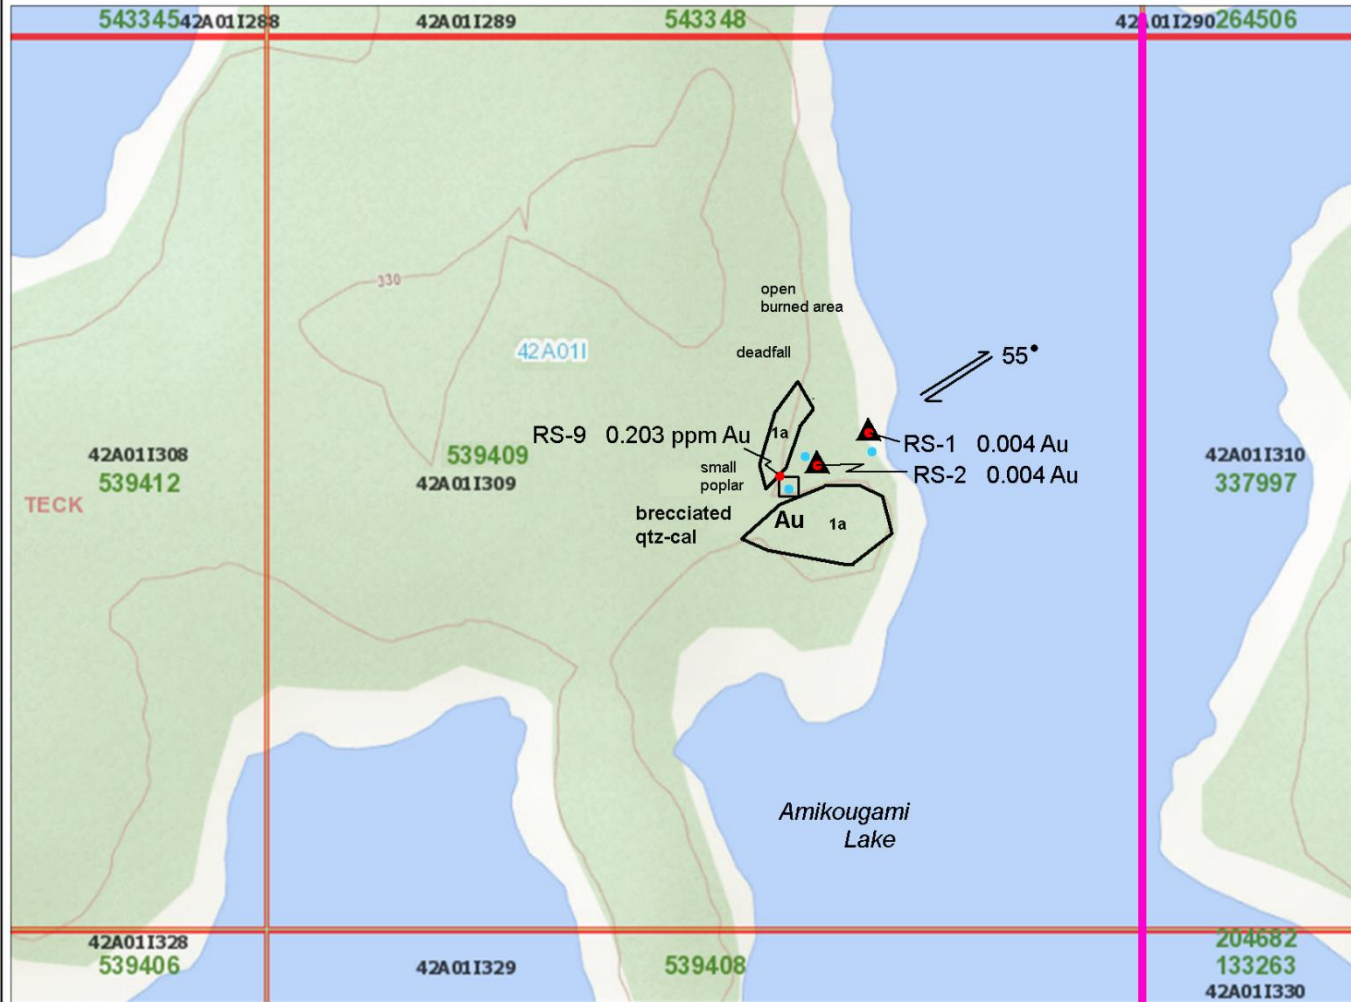 543345 42A01I288
42A01I289
543348
42A01I290 264506
330
open
burned area
42A01I
deadfall
55°
RS-9 0.203 ppm Au
1a
RS-1 0.004 Au
RS-2 0.004 Au
42A01I308
539412
539409
42A01I309
small
poplar
42A01I310
337997
TECK
brecciated
qtz-cal
Au
1a
Amikougami
Lake
42A01I328
539406
42A01I329
539408
204682
133263
42A01I330